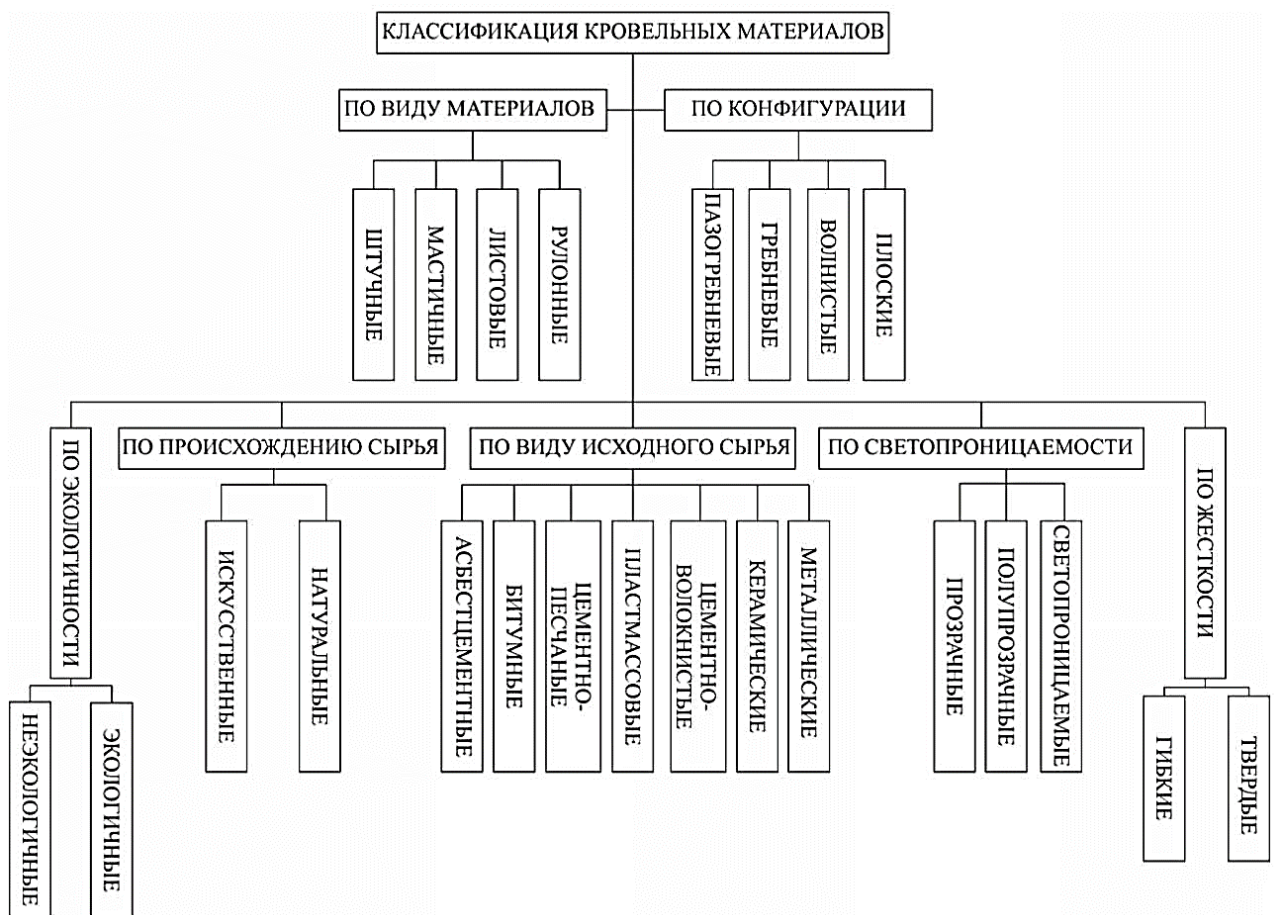 КЛАССИФИКАЦИЯ КРОВЕЛЬНЫХ МАТЕРИАЛОВ
ПО ВИДУ МАТЕРИАЛОВ
ПО КОНФИГУРАЦИИ
ШТУЧНЫЕ
МАСТИЧНЫЕ
ЛИСТОВЫЕ
РУЛОННЫЕ
ПАЗОГРЕБНЕВЫЕ
ГРЕБНЕВЫЕ
ВОЛНИСТЫЕ
ПЛОСКИЕ
ПО ЭКОЛОГИЧНОСТИ
ПО ПРОИСХОЖДЕНИЮ СЫРЬЯ
ПО ВИДУ ИСХОДНОГО СЫРЬЯ
ПО СВЕТОПРОНИЦАЕМОСТИ
ПО ЖЕСТКОСТИ
ИСКУССТВЕННЫЕ
НАТУРАЛЬНЫЕ
АСБЕСТЦЕМЕНТНЫЕ
БИТУМНЫЕ
ЦЕМЕНТНО-
ПЕСЧАНЫЕ
ПЛАСТМАССОВЫЕ
ЦЕМЕНТНО-
ВОЛОКНИСТЫЕ
КЕРАМИЧЕСКИЕ
МЕТАЛЛИЧЕСКИЕ
ПРОЗРАЧНЫЕ
ПОЛУПРОЗРАЧНЫЕ
СВЕТОПРОНИЦАЕМЫЕ
НЕЭКОЛОГИЧНЫЕ
ЭКОЛОГИЧНЫЕ
ГИБКИЕ
ТВЕРДЫЕ